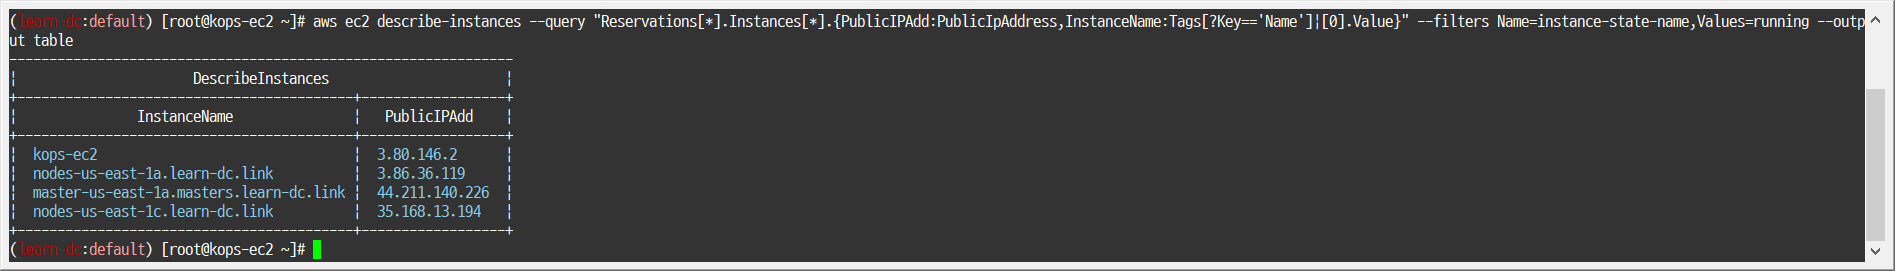 (learn-dc:default) [root@kops-ec2 ~]# aws ec2 describe-instances --query "Reservations[*].Instances[*].{PublicIPAdd:PublicIpAddress,InstanceName:Tags[?Key=='Name']|[0].Value}" --filters Name=instance-state-name,Values=running --outp
ut table
----------------------------------------------------------------
|                      DescribeInstances                      |
+------------------------------------------+------------------+
|               InstanceName               |   PublicIPAdd    |
+------------------------------------------+------------------+
|  kops-ec2                                |  3.80.146.2      |
|  nodes-us-east-1a.learn-dc.link          |  3.86.36.119     |
|  master-us-east-1a.masters.learn-dc.link |  44.211.140.226  |
|  nodes-us-east-1c.learn-dc.link          |  35.168.13.194   |
+------------------------------------------+------------------+
(learn-dc:default) [root@kops-ec2 ~]#